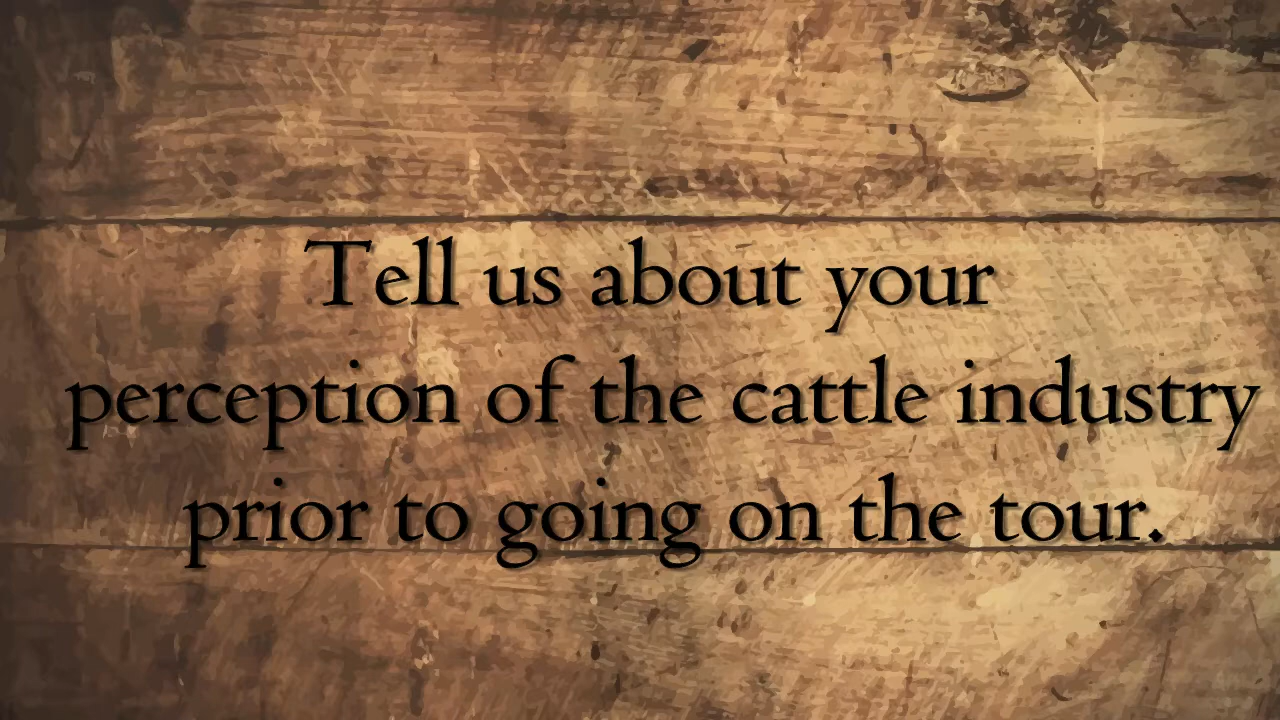 Tell us about your
perception of the cattle industry
prior to going on the tour.